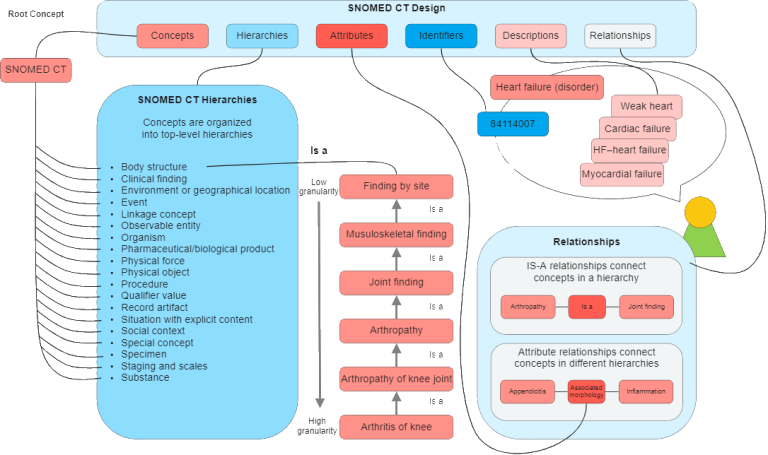 SNOMED CT Design
Root Concept
Concepts
Hierarchies
Attributes
Identifiers
Descriptions
Relationships
SNOMED CT
Heart failure (disorder)
84114007
Weak heart
Cardiac failure
HF–heart failure
Myocardial failure
SNOMED CT Hierarchies
Concepts are organized
into top-level hierarchies
• Body structure
• Clinical finding
• Environment or geographical location
• Event
• Linkage concept
• Observable entity
• Organism
• Pharmaceutical/biological product
• Physical force
• Physical object
• Procedure
• Qualifier value
• Record artifact
• Situation with explicit content
• Social context
• Special concept
• Specimen
• Staging and scales
• Substance
Is a
Low
granularity
Finding by site
Is a
Musuloskeletal finding
Is a
Joint finding
Is a
Arthropathy
Is a
Arthropathy of knee joint
Is a
High
granularity
Arthritis of knee
Relationships
IS-A relationships connect
concepts in a hierarchy
Arthropathy
Is a
Joint finding
Attribute relationships connect
concepts in different hierarchies
Appendicitis
Associated
morphology
Inflammation